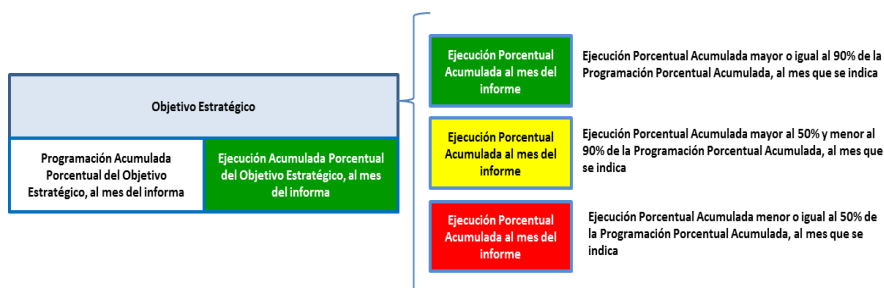 Objetivo Estratégico
Programación Acumulada
Porcentual del Objetivo
Estratégico, al mes del informa
Ejecución Acumulada Porcentual
del Objetivo Estratégico, al mes
del informa
Ejecución Porcentual
Acumulada al mes del
informe
Ejecución Porcentual Acumulada mayor o igual al 90% de la
Programación Porcentual Acumulada, al mes que se indica
Ejecución Porcentual
Acumulada al mes del
informe
Ejecución Porcentual Acumulada mayor al 50% y menor al
90% de la Programación Porcentual Acumulada, al mes que
se indica
Ejecución Porcentual
Acumulada al mes del
informe
Ejecución Porcentual Acumulada menor o igual al 50% de
la Programación Porcentual Acumulada, al mes que se
indica